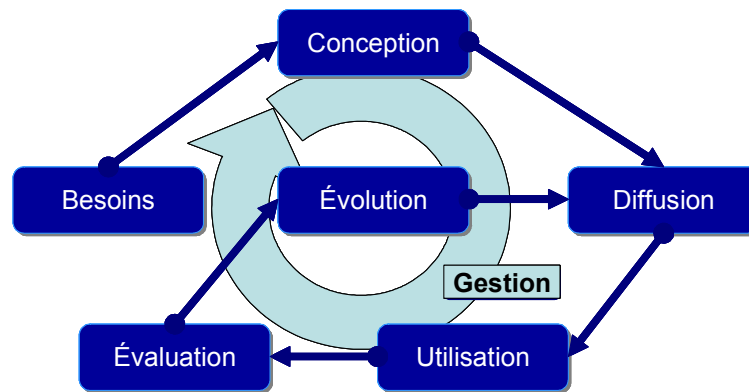 Conception
Besoins
Évolution
Diffusion
Gestion
Évaluation
Utilisation